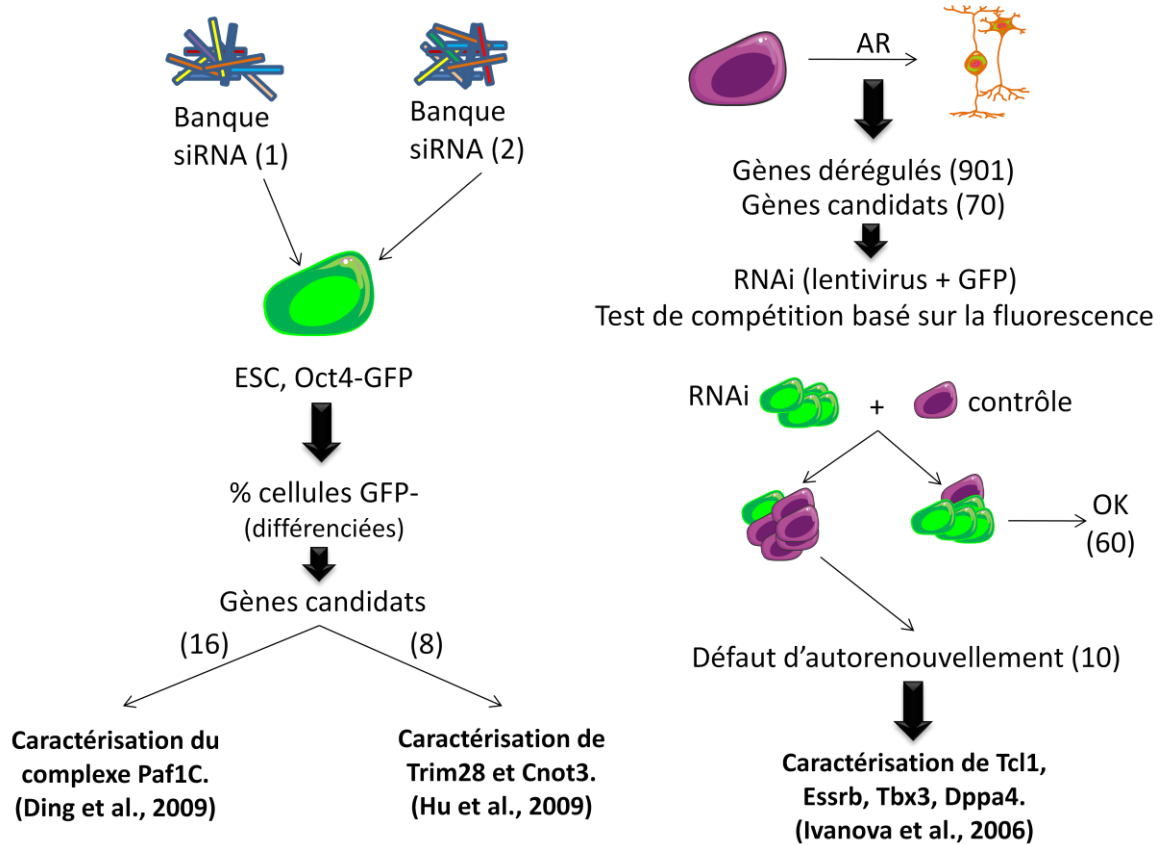 Banque
siRNA (1)
Banque
siRNA (2)
ESC, Oct4-GFP
% cellules GFP-
(différenciées)
Gènes candidats
(16)
(8)
Caractérisation du
complexe Paf1C.
(Ding et al., 2009)
Caractérisation de
Trim28 et Cnot3.
(Hu et al., 2009)
AR
Gènes dérégulés (901)
Gènes candidats (70)
RNAi (lentivirus + GFP)
Test de compétition basé sur la fluorescence
RNAi
+
contrôle
OK
(60)
Défaut d'autorenouvellement (10)
Caractérisation de Tcl1,
Essrb, Tbx3, Dppa4.
(Ivanova et al., 2006)